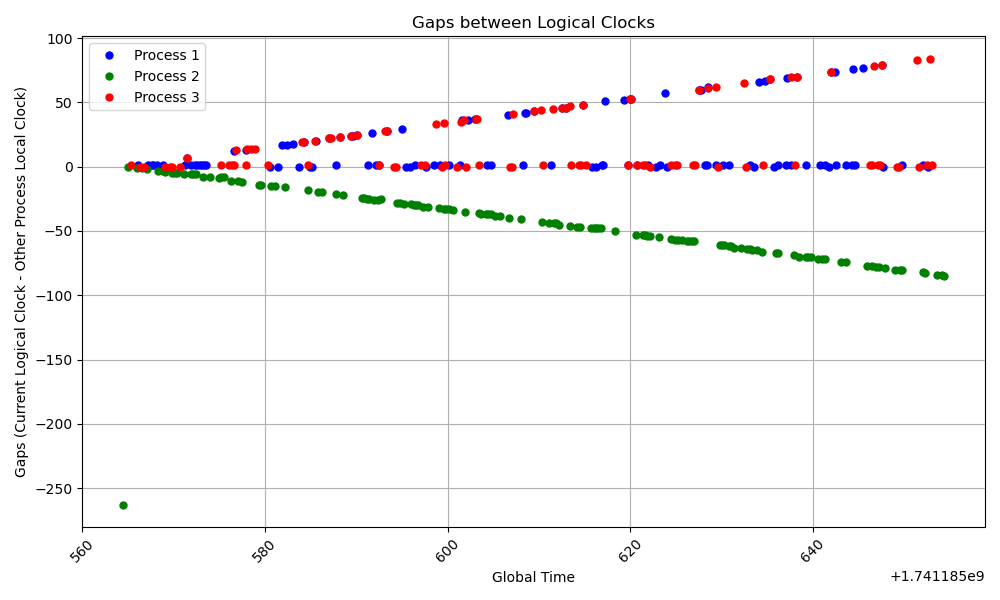 Gaps between Logical Clocks
Gaps (Current Logical Clock - Other Process Local Clock)
100
50
0
−50
−100
−150
−200
−250
Process 1
Process 2
Process 3
560
580
600
620
640
+1.741185e9
Global Time